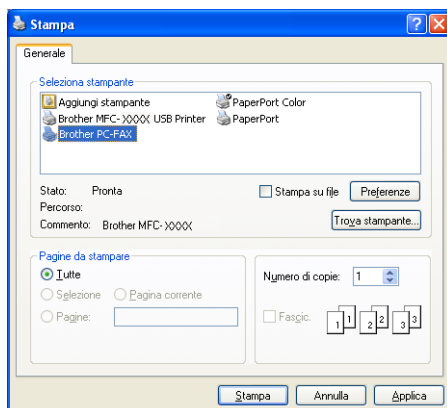 Stampa
Generale
Seleziona stampante
Aggiungi stampante
PaperPort Color
Brother MFC-XXXX USB Printer
PaperPort
Brother PC-FAX
Stato: Pronta
Stampa su file
Preferenze
Percorso:
Commento: Brother MFC-XXXX
Trova stampante...
Pagine da stampare
Tutte
Selezione
Pagina corrente
Pagine:
Numero di copie: 1
Fascic.
1 1 2 2 3 3
Stampa
Annulla
Applica